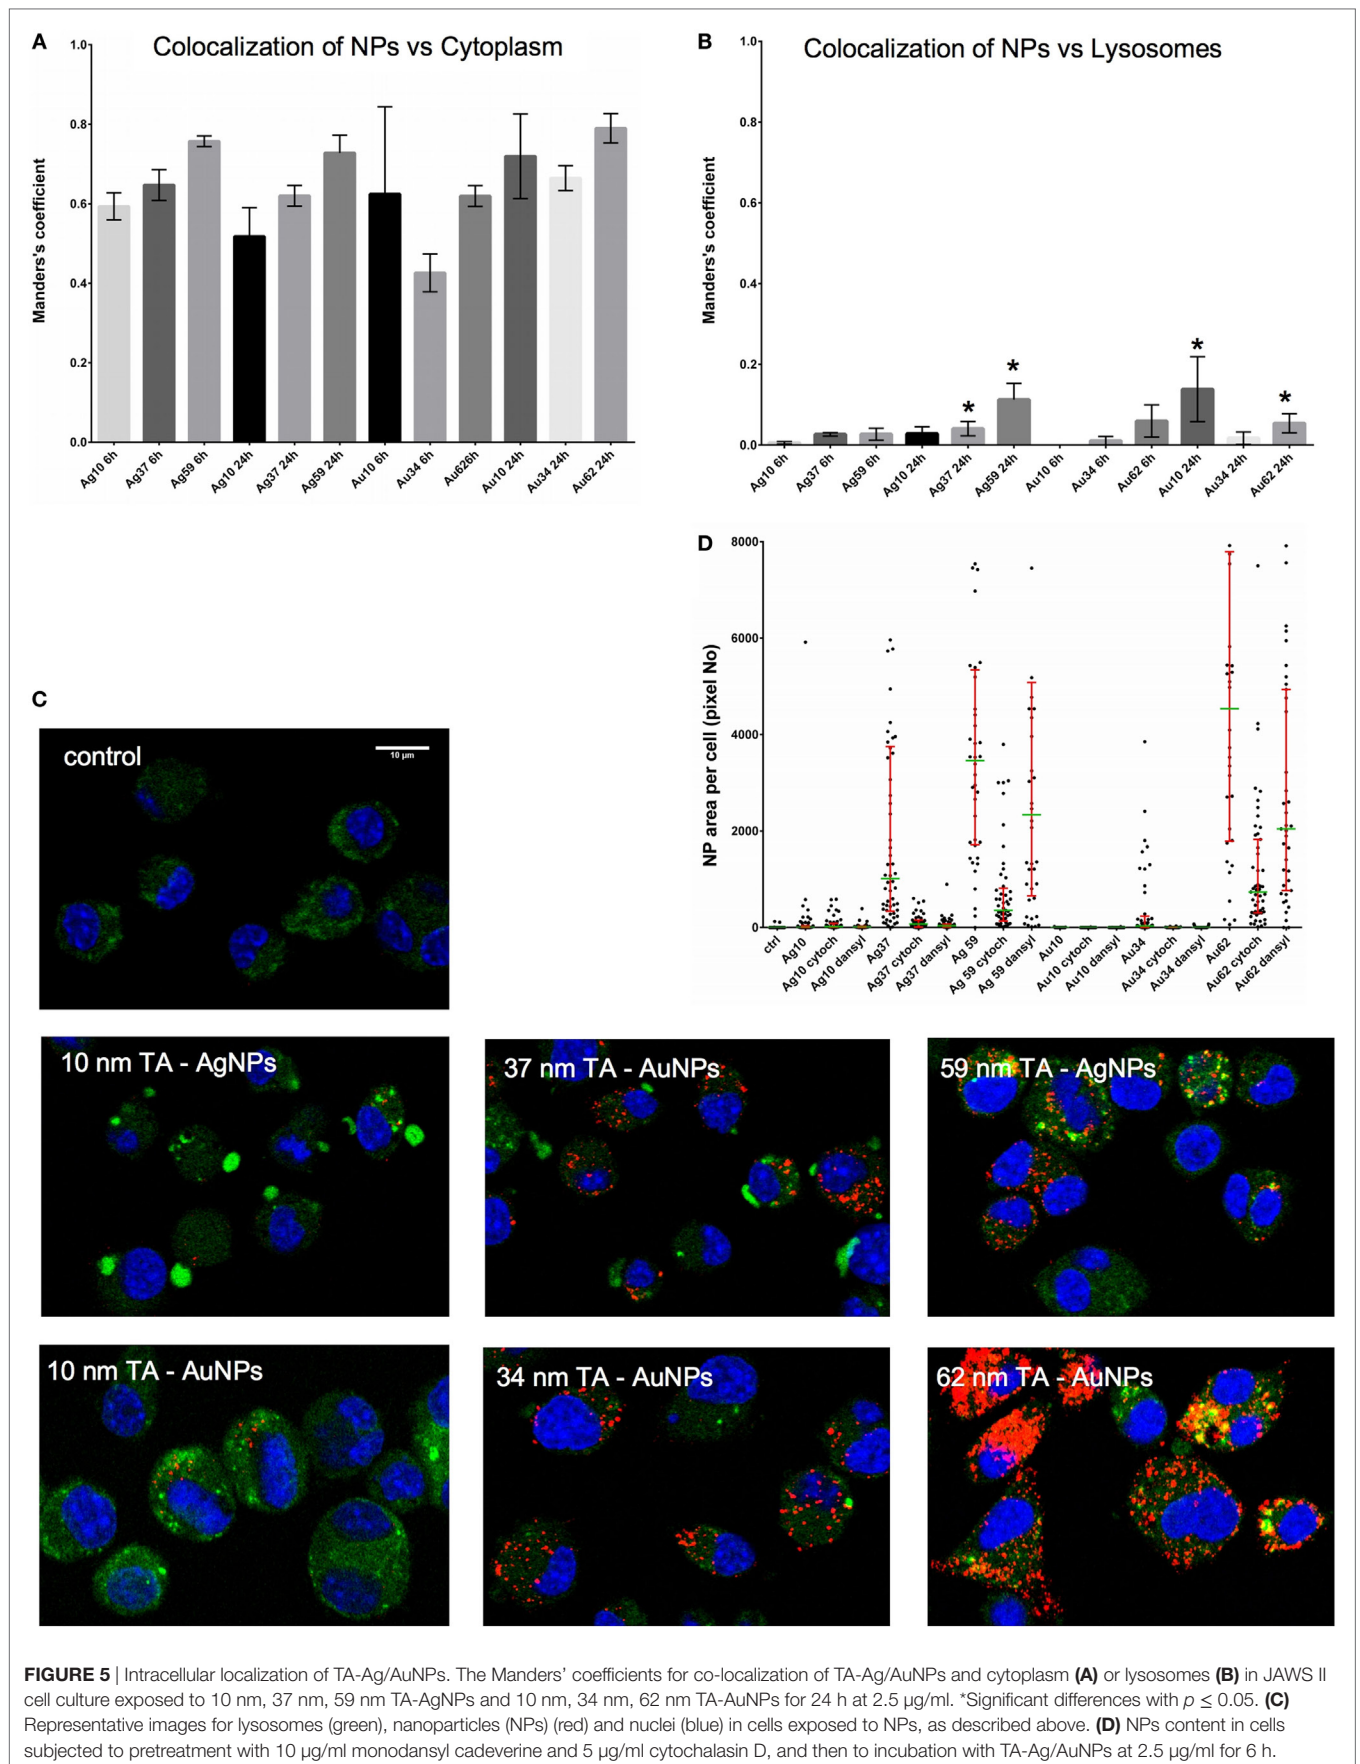 A
Colocalization of NPs vs Cytoplasm
Manders's coefficient
1.0
0.8
0.6
0.4
0.2
0.0
Ag10 6h
Ag37 6h
Ag59 6h
Ag10 24h
Ag37 24h
Ag59 24h
Au10 6h
Au34 6h
Au626h
Au10 24h
Au34 24h
Au62 24h
B
Colocalization of NPs vs Lysosomes
Manders's coefficient
1.0
0.8
0.6
0.4
0.2
0.0
*
*
*
*
Ag10 6h
Ag37 6h
Ag59 6h
Ag10 24h
Ag37 24h
Ag59 24h
Au10 6h
Au34 6h
Au62 6h
Au10 24h
Au34 24h
Au62 24h
D
NP area per cell (pixel No)
8000
6000
4000
2000
0
ctrl
Ag10
Ag10 cytoch
Ag10 dansyl
Ag37
Ag37 cytoch
Ag37 dansyl
Ag 59
Ag 59 cytoch
Ag 59 dansyl
Au10
Au10 cytoch
Au10 dansyl
Au34
Au34 cytoch
Au34 dansyl
Au62
Au62 cytoch
Au62 dansyl
C
control
10 µm
10 nm TA - AgNPs
37 nm TA - AuNPs
59 nm TA - AgNPs
10 nm TA - AuNPs
34 nm TA - AuNPs
62 nm TA - AuNPs
FIGURE 5 | Intracellular localization of TA-Ag/AuNPs. The Manders' coefficients for co-localization of TA-Ag/AuNPs and cytoplasm (A) or lysosomes (B) in JAWS II
cell culture exposed to 10 nm, 37 nm, 59 nm TA-AgNPs and 10 nm, 34 nm, 62 nm TA-AuNPs for 24 h at 2.5 µg/ml. *Significant differences with p ≤ 0.05. (C)
Representative images for lysosomes (green), nanoparticles (NPs) (red) and nuclei (blue) in cells exposed to NPs, as described above. (D) NPs content in cells
subjected to pretreatment with 10 µg/ml monodansyl cadeverine and 5 µg/ml cytochalasin D, and then to incubation with TA-Ag/AuNPs at 2.5 µg/ml for 6 h.